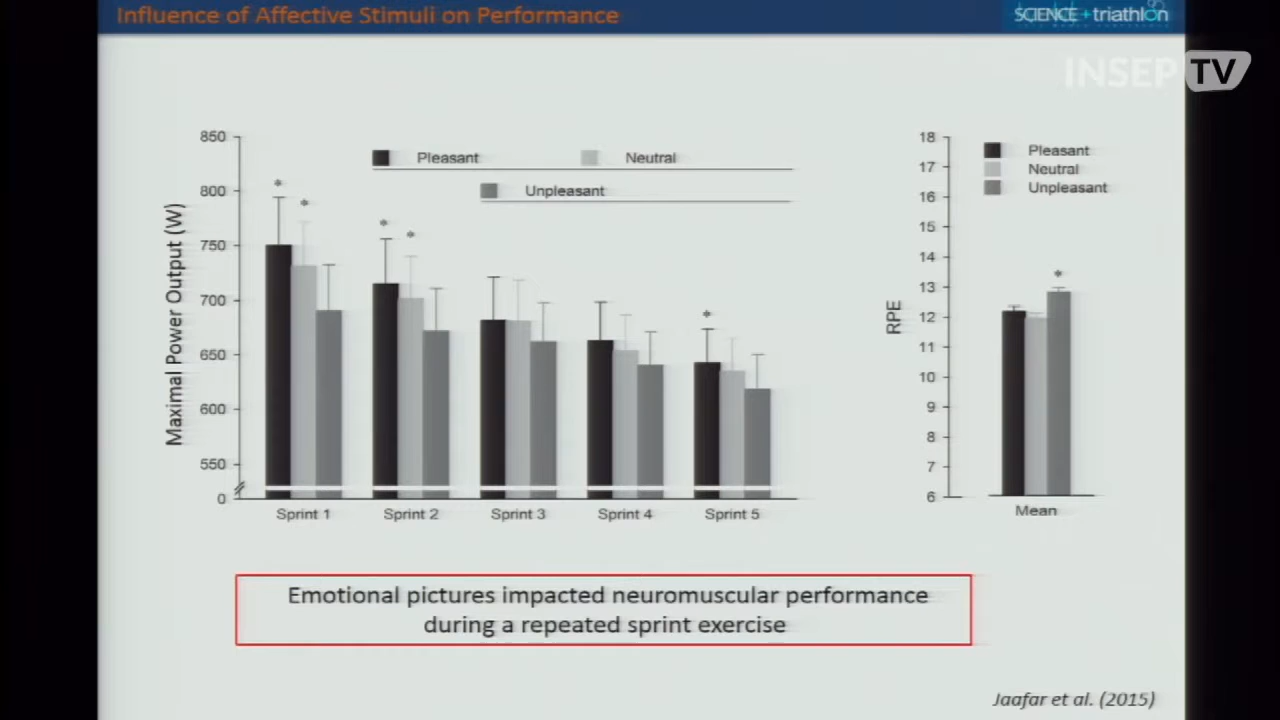 Influence of Affective Stimuli on Performance
SCIENCE + triathlon
INSEP TV
850
800
750
700
650
600
550
0
Maximal Power Output (W)
Pleasant
Neutral
Unpleasant
*
*
*
*
*
Sprint 1
Sprint 2
Sprint 3
Sprint 4
Sprint 5
18
17
16
15
14
13
12
11
10
9
8
7
6
RPE
Pleasant
Neutral
Unpleasant
*
Mean
Emotional pictures impacted neuromuscular performance
during a repeated sprint exercise
Jaafar et al. (2015)